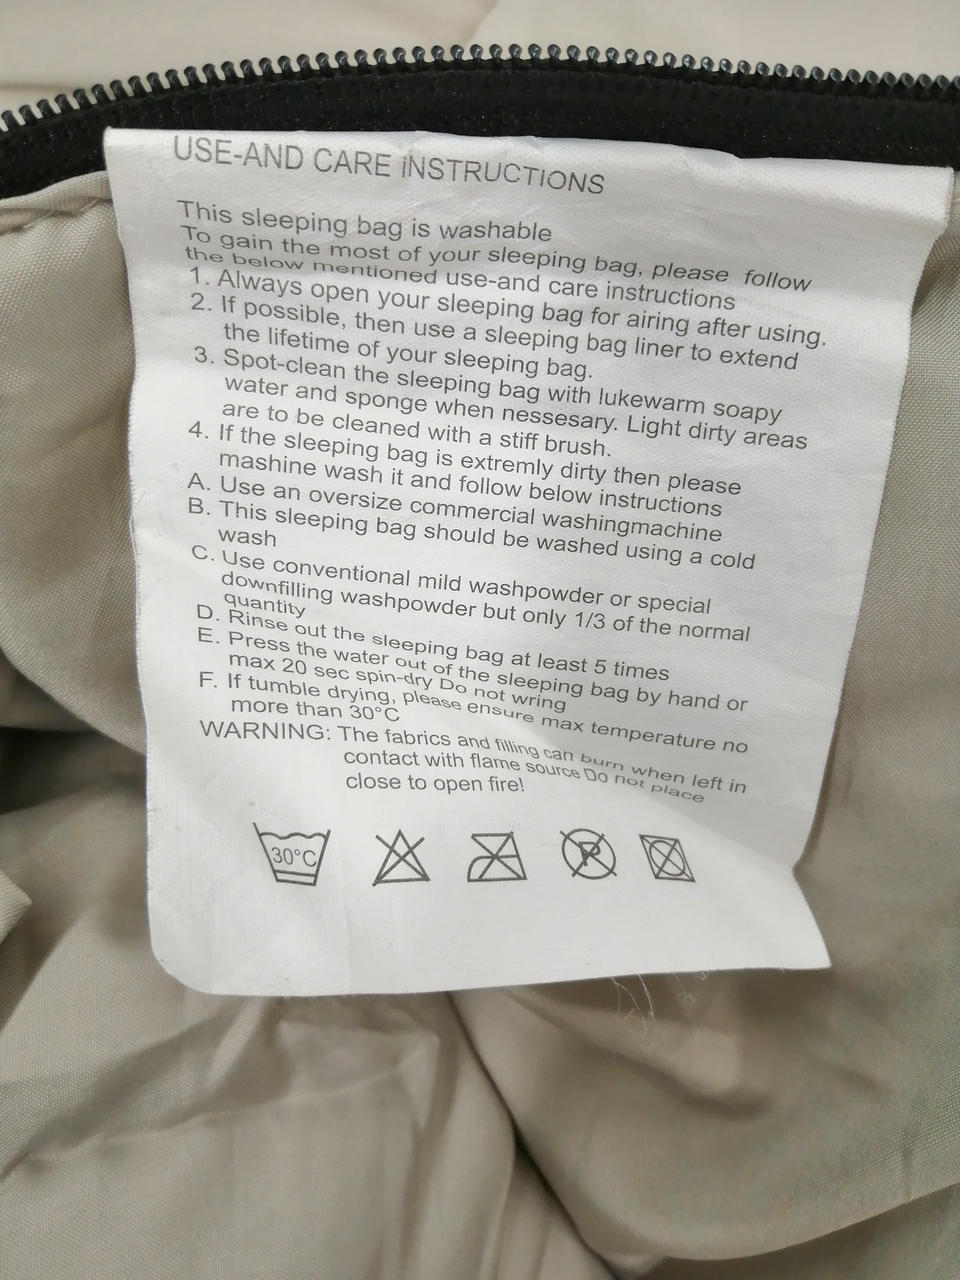 USE-AND CARE iNSTRUCTIONS
This sleeping bag is washable
To gain the most of your sleeping bag, please follow
the below mentioned use-and care instructions
1. Always open your sleeping bag for airing after using.
2. If possible, then use a sleeping bag liner to extend
the lifetime of your sleeping bag.
3. Spot-clean the sleeping bag with lukewarm soapy
water and sponge when nessesary. Light dirty areas
are to be cleaned with a stiff brush.
4. If the sleeping bag is extremly dirty then please
mashine wash it and follow below instructions
A. Use an oversize commercial washingmachine
B. This sleeping bag should be washed using a cold
wash
C. Use conventional mild washpowder or special
downfilling washpowder but only 1/3 of the normal
quantity
D. Rinse out the sleeping bag at least 5 times
E. Press the water out of the sleeping bag by hand or
max 20 sec spin-dry Do not wring
F. If tumble drying, please ensure max temperature no
more than 30°C
WARNING: The fabrics and filling can burn when left in
contact with flame source Do not place
close to open fire!
30°C P